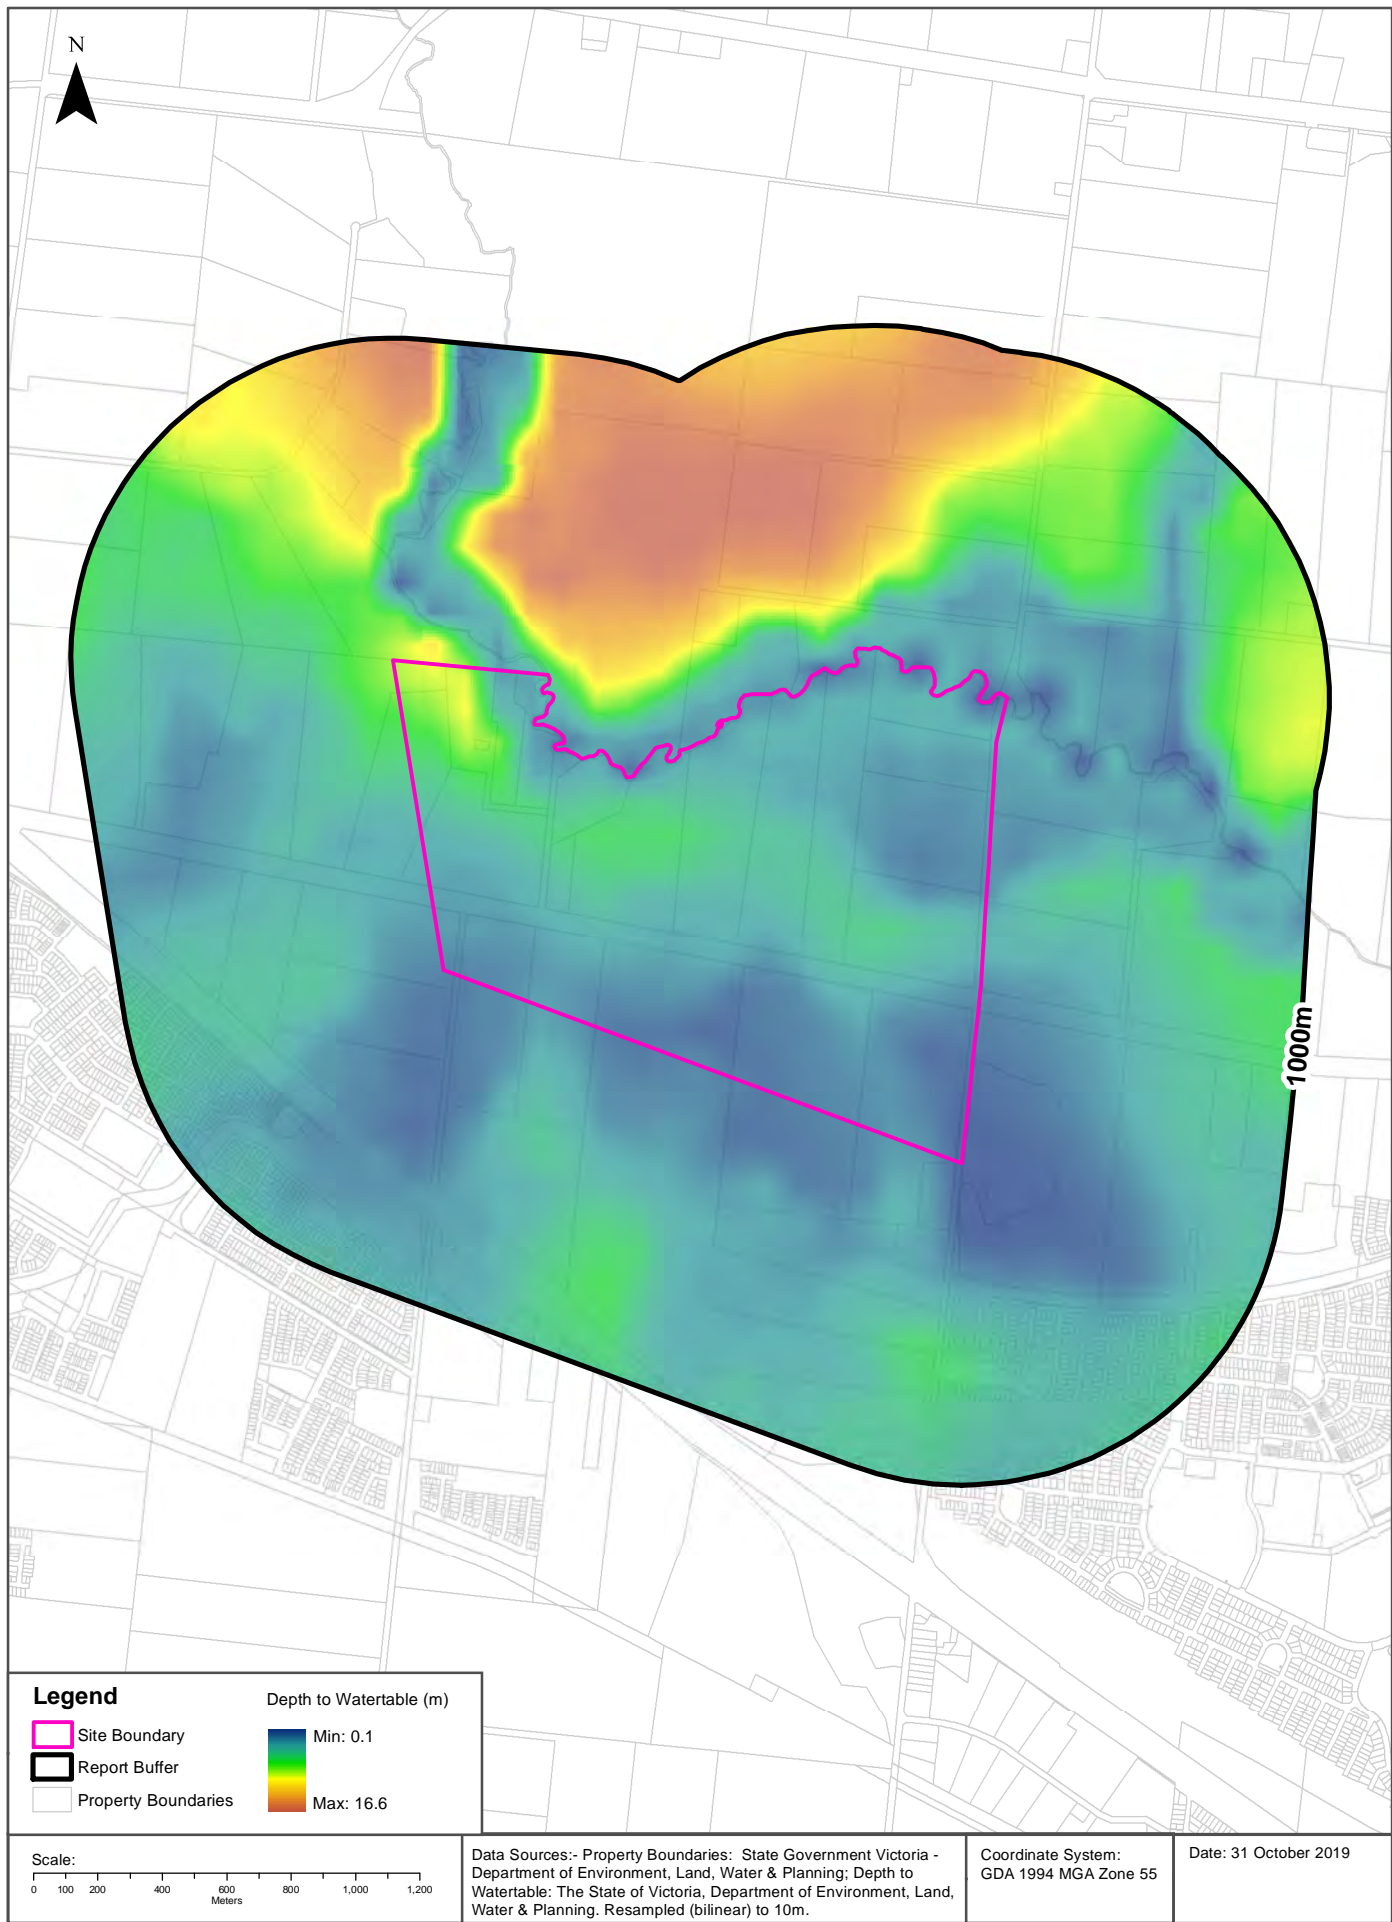 N
1000m
Legend
Depth to Watertable (m)
Site Boundary
Report Buffer
Property Boundaries
Min: 0.1
Max: 16.6
Scale:
0 100 200 400 600 800 1,000 1,200
Meters
Data Sources:- Property Boundaries: State Government Victoria -
Department of Environment, Land, Water & Planning; Depth to
Watertable: The State of Victoria, Department of Environment, Land,
Water & Planning. Resampled (bilinear) to 10m.
Coordinate System:
GDA 1994 MGA Zone 55
Date: 31 October 2019